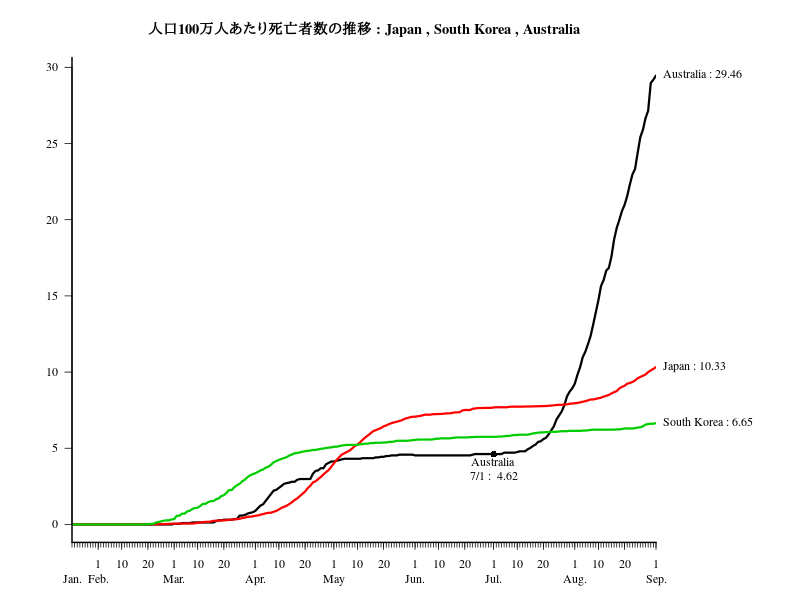 人口100万人あたり死亡者数の推移 : Japan , South Korea , Australia
30
Australia : 29.46
25
20
15
10
Japan : 10.33
South Korea : 6.65
5
Australia
7/1 : 4.62
0
1 10 20 1 10 20 1 10 20 1 10 20 1 10 20 1 10 20 1 10 20 1
Jan. Feb. Mar. Apr. May Jun. Jul. Aug. Sep.